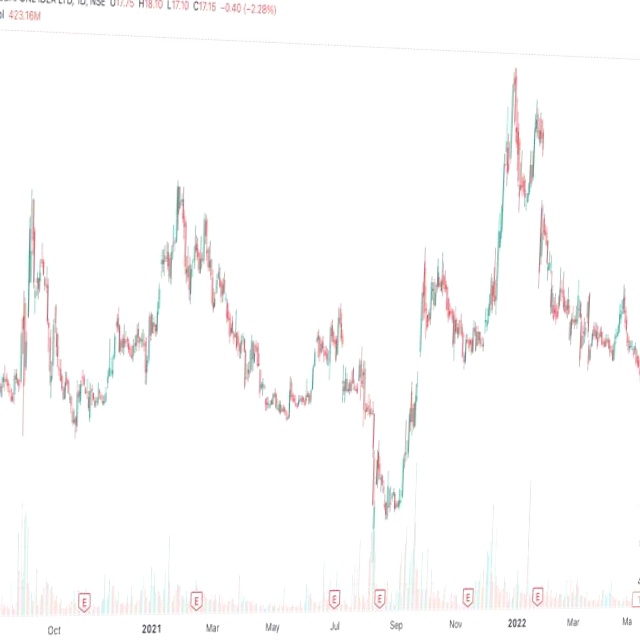 LTD, 1D, NSE O17.75 H18.10 L17.10 C17.15 −0.40 (−2.28%)
423.16M
E E E E E E
Oct 2021 Mar May Jul Sep Nov 2022 Mar Ma